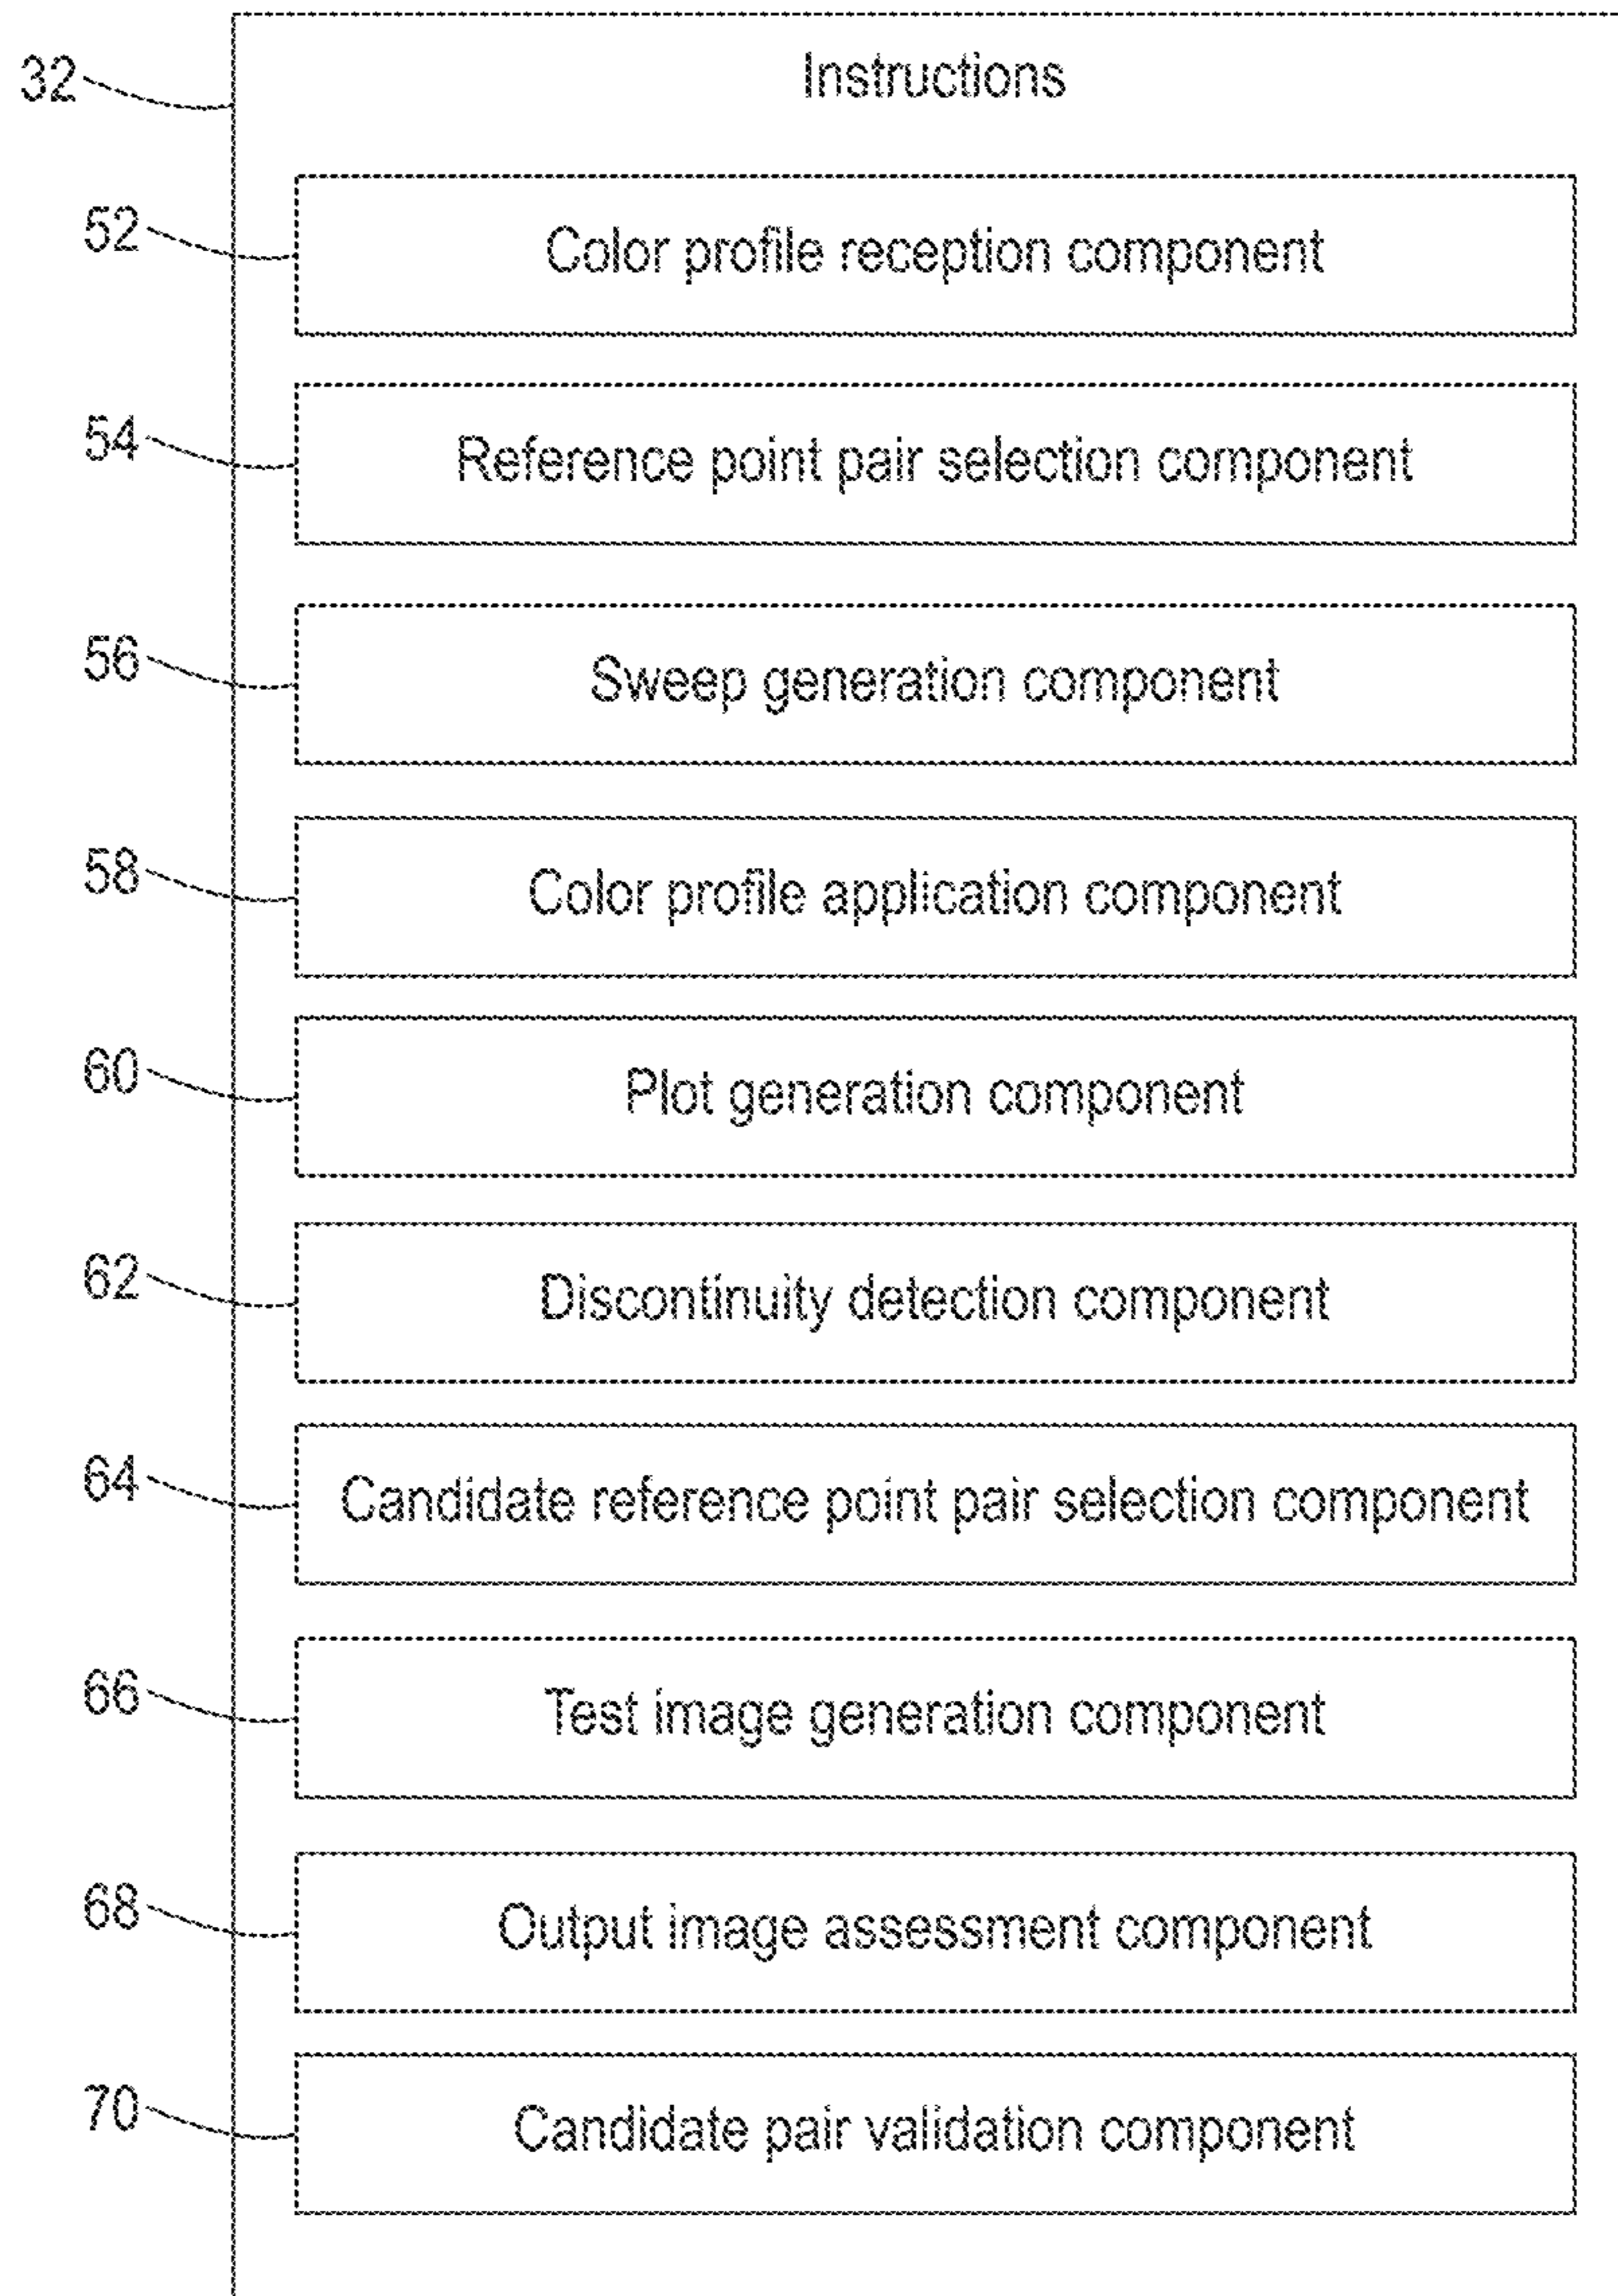 32 Instructions
52 Color profile reception component
54 Reference point pair selection component
56 Sweep generation component
58 Color profile application component
60 Plot generation component
62 Discontinuity detection component
64 Candidate reference point pair selection component
66 Test image generation component
68 Output image assessment component
70 Candidate pair validation component